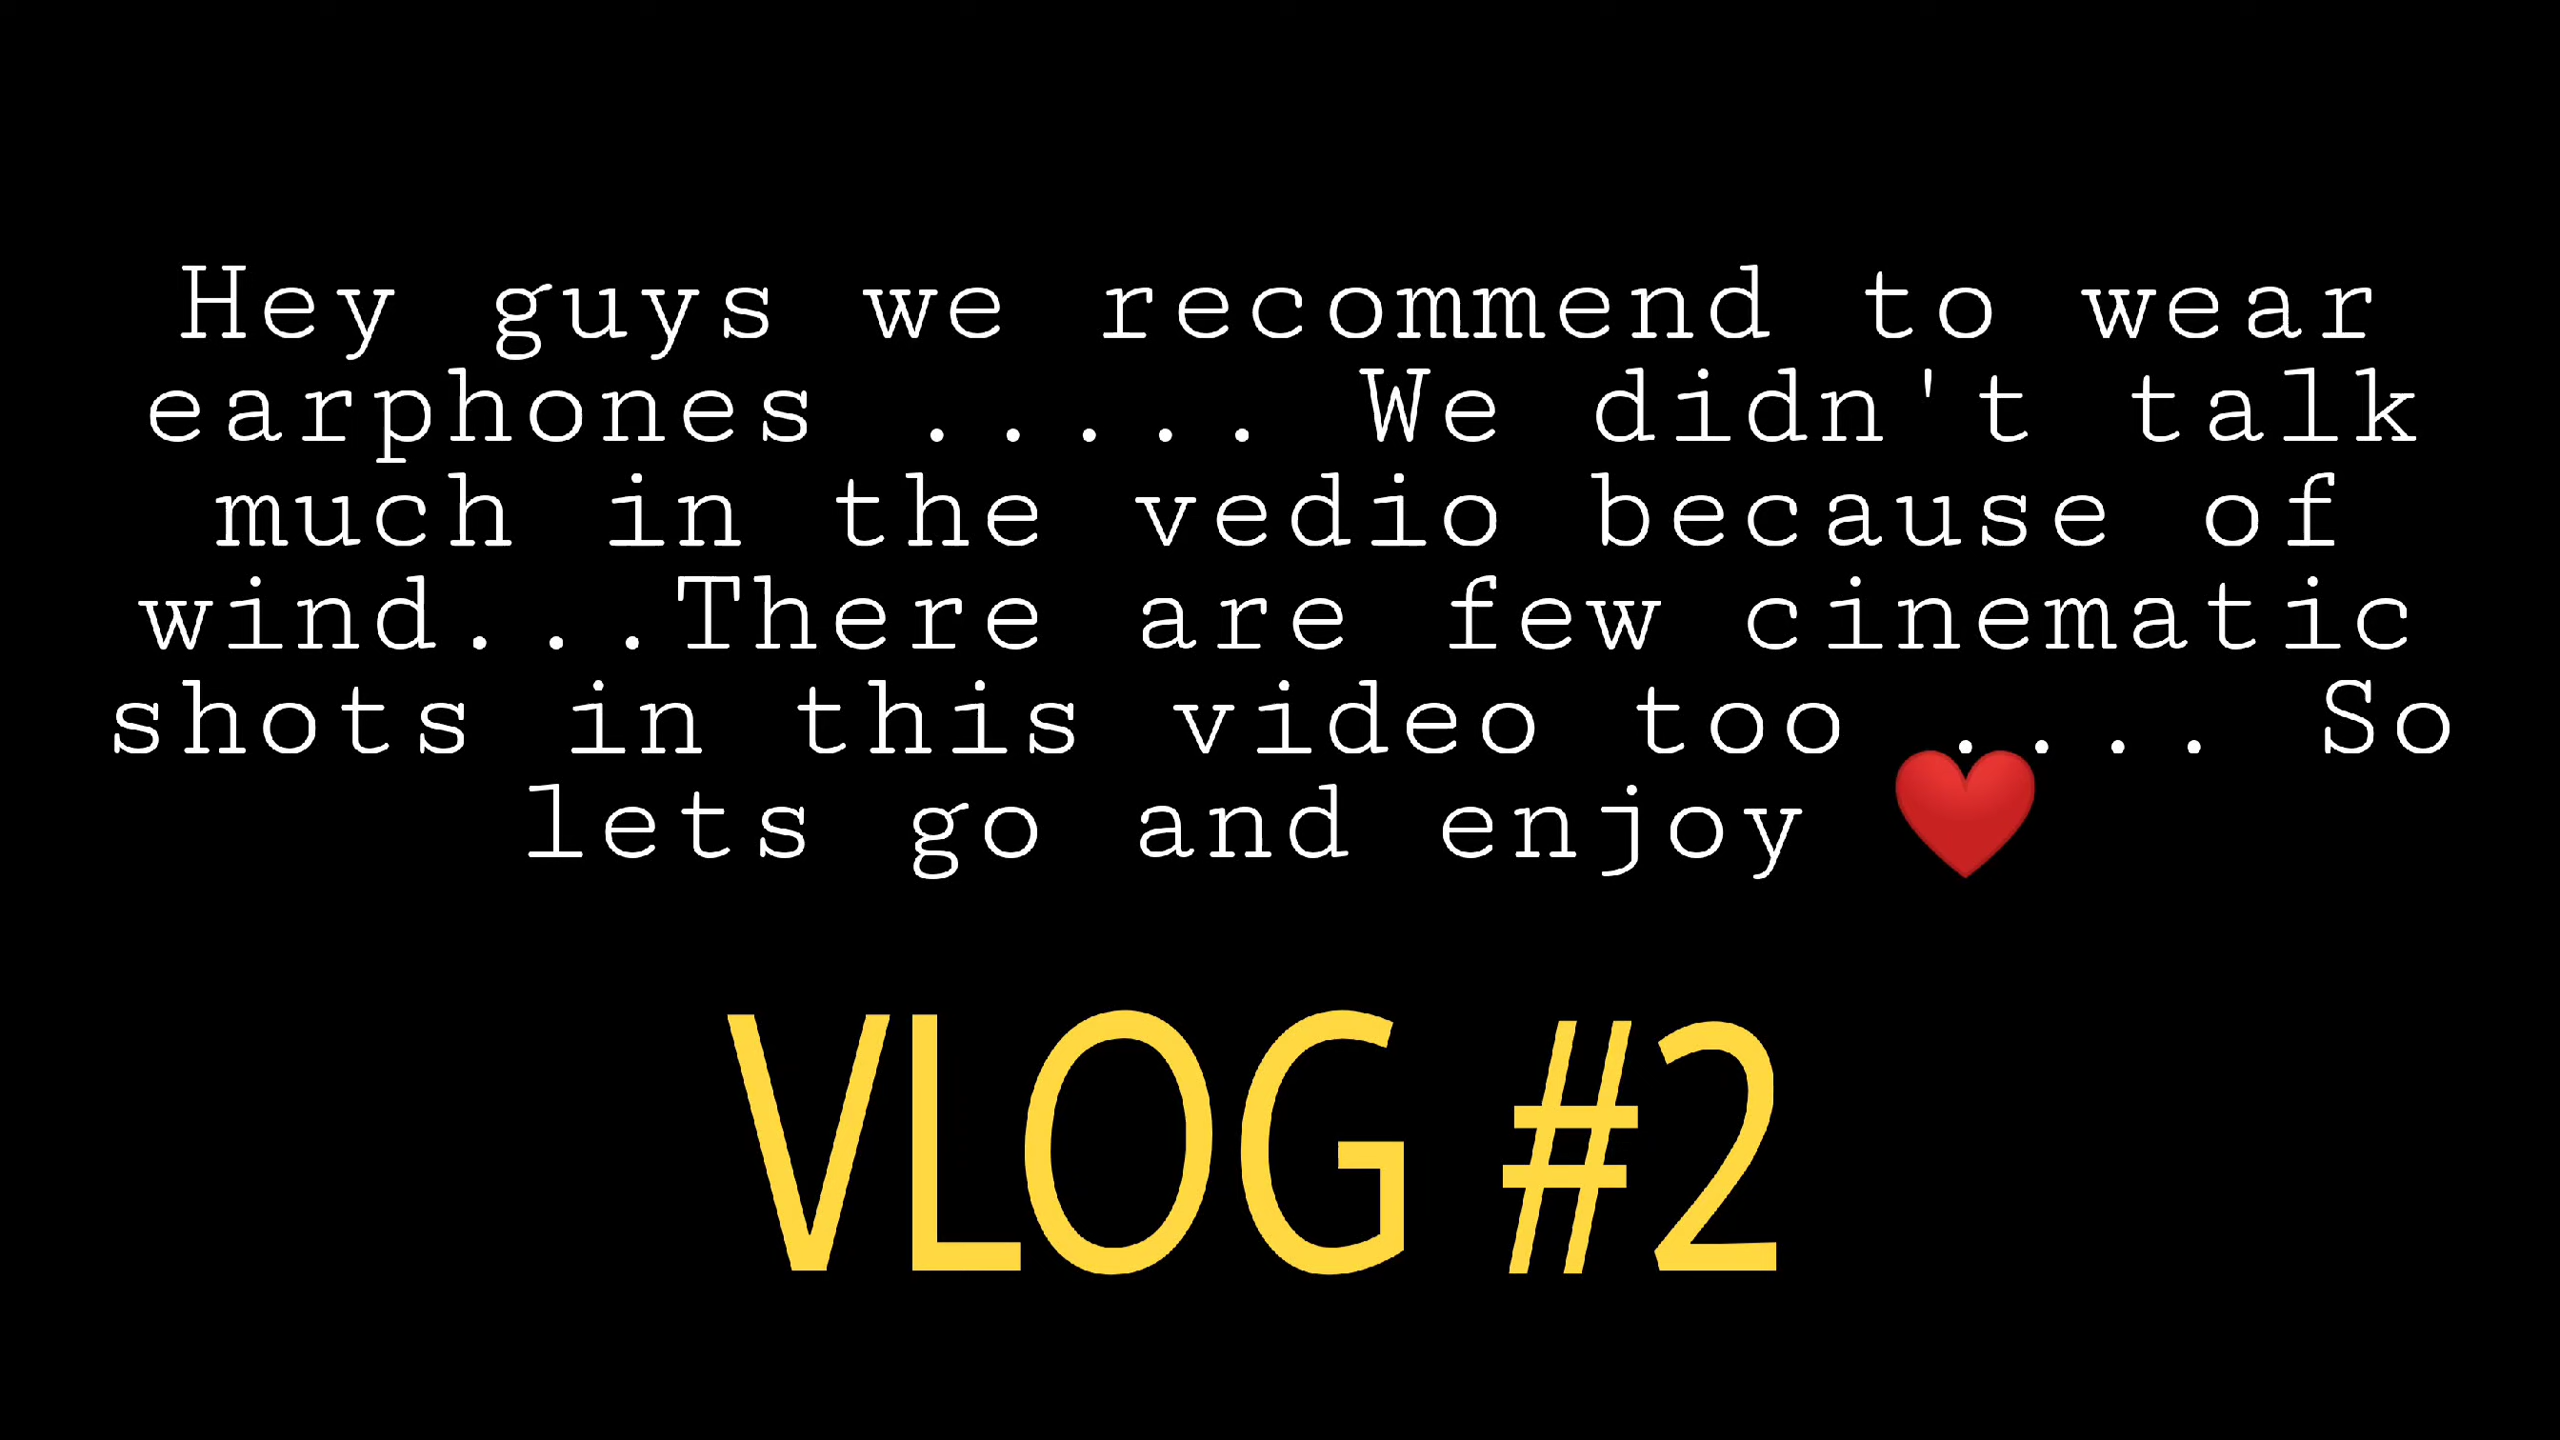 Hey guys we recommend to wear
earphones ..... We didn't talk
much in the vedio because of
wind...There are few cinematic
shots in this video too .... So
lets go and enjoy ❤️
VLOG #2